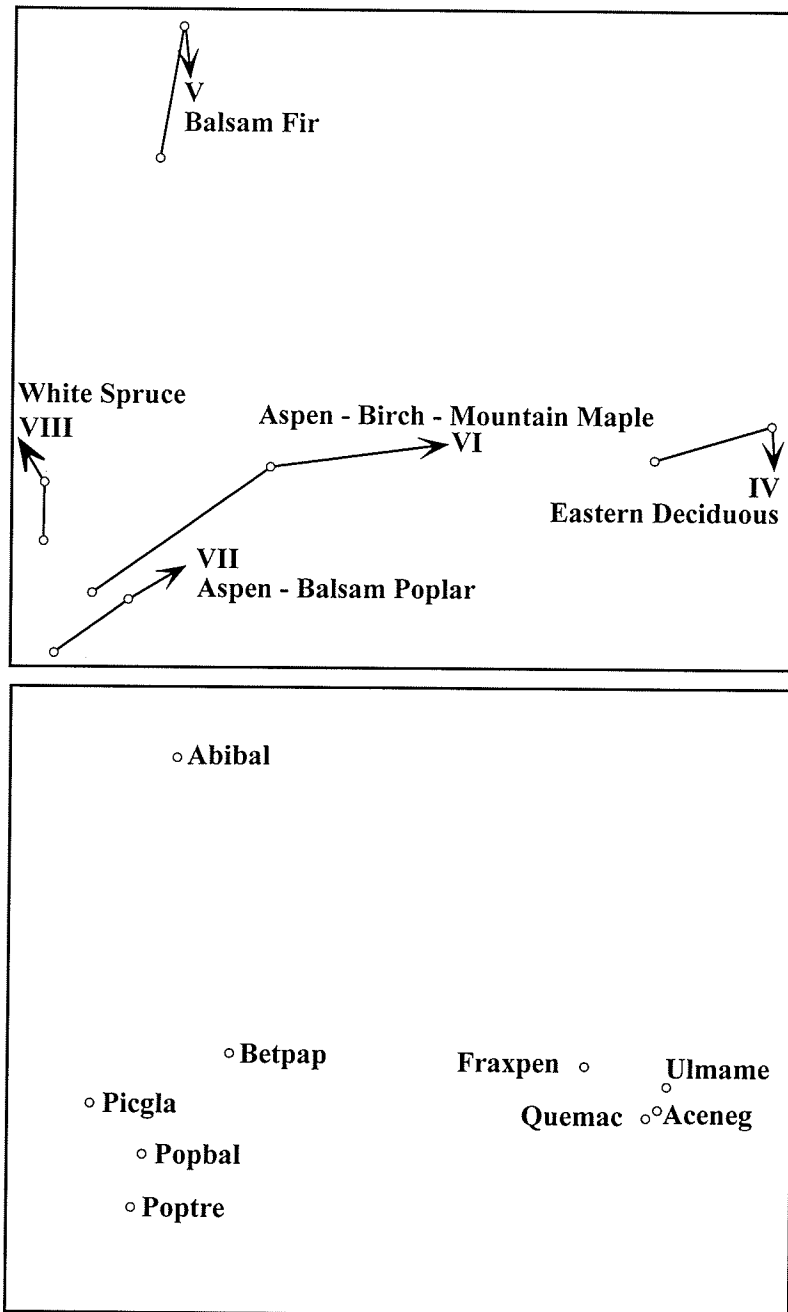 V
Balsam Fir
White Spruce
VIII
Aspen - Birch - Mountain Maple
VI
IV
Eastern Deciduous
VII
Aspen - Balsam Poplar
Abibal
Betpap
Fraxpen
Ulmame
Picgla
Quemac
Aceneg
Popbal
Poptre